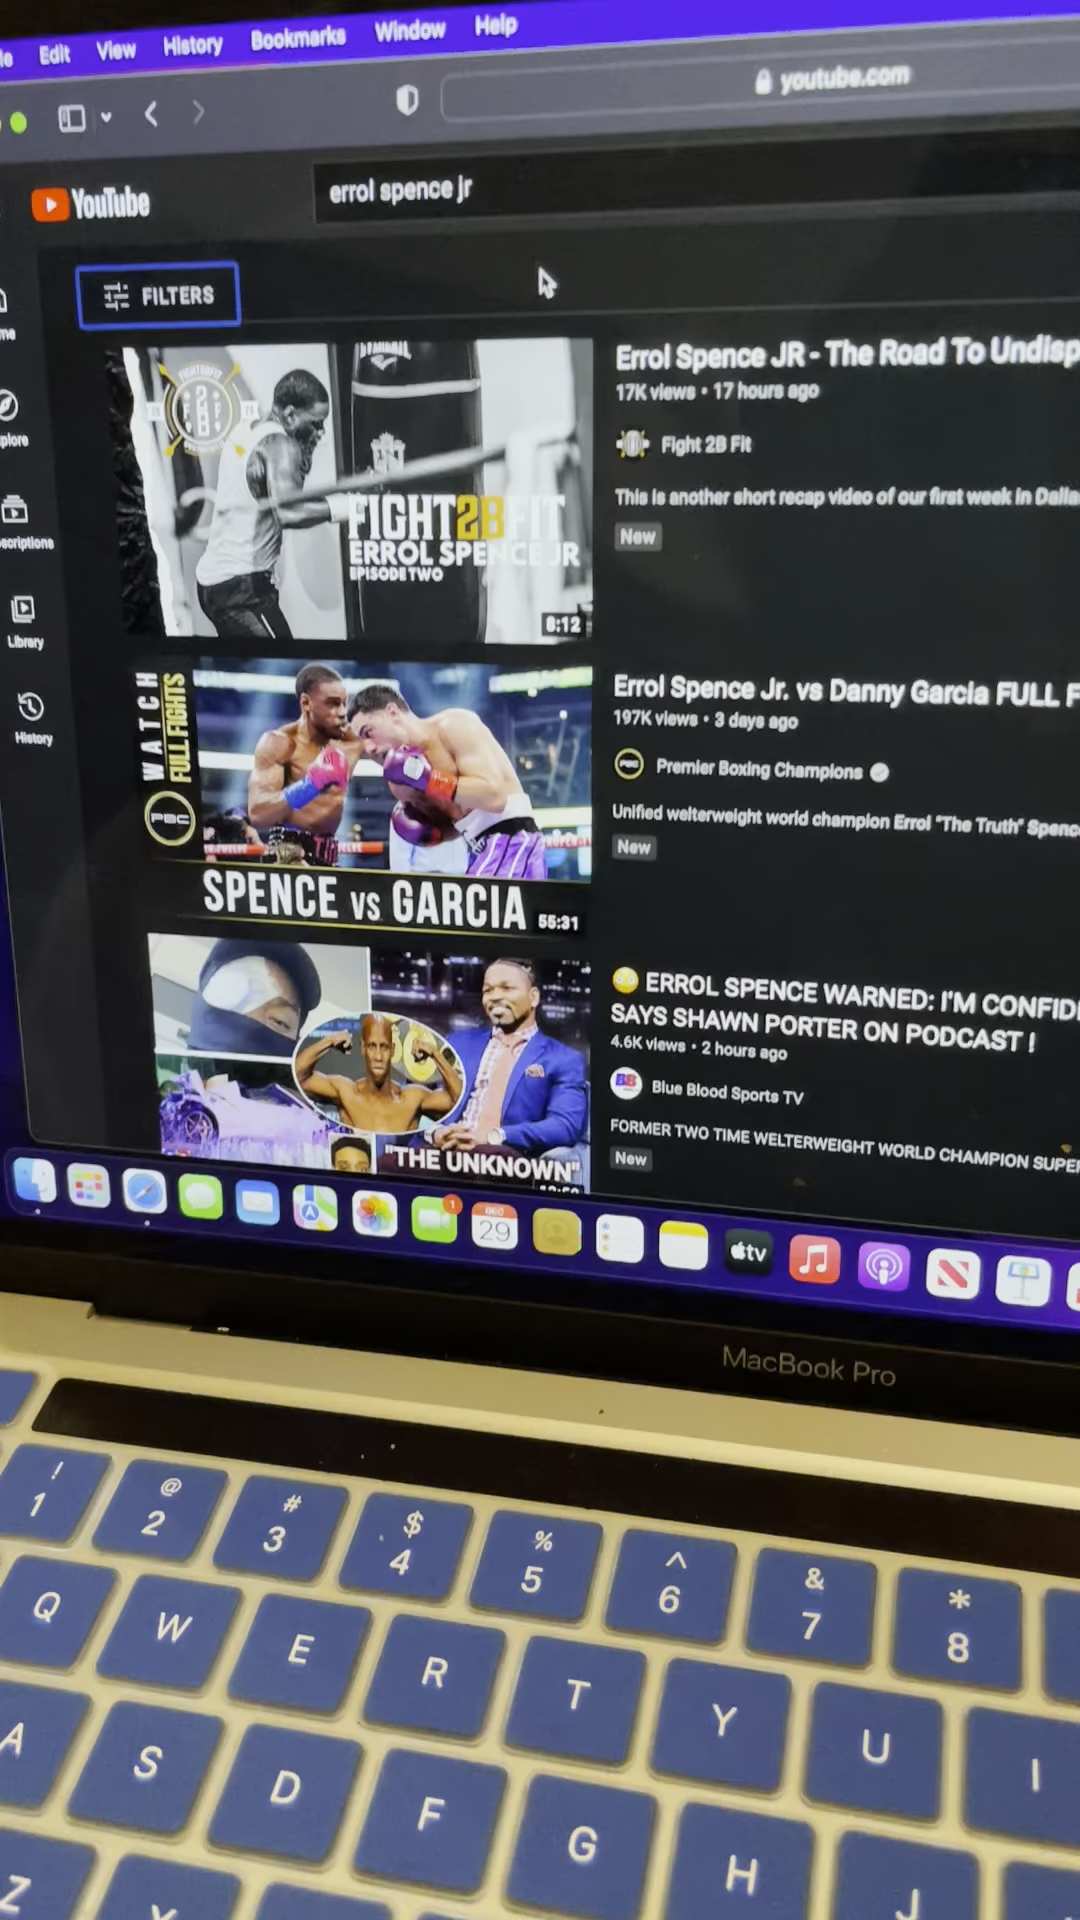 Edit View History Bookmarks Window Help
youtube.com
YouTube
errol spence jr
FILTERS
FIGHT2BFIT
ERROL SPENCE JR
EPISODE TWO
8:12
Errol Spence JR - The Road To Undisp
17K views • 17 hours ago
Fight 2B Fit
This is another short recap video of our first week in Dalla
New
Library
History
WATCH
FULL FIGHTS
PBC
SPENCE vs GARCIA
55:31
Errol Spence Jr. vs Danny Garcia FULL F
197K views • 3 days ago
Premier Boxing Champions
Unified welterweight world champion Errol "The Truth" Spenc
New
"THE UNKNOWN"
😳 ERROL SPENCE WARNED: I'M CONFID
SAYS SHAWN PORTER ON PODCAST !
4.6K views • 2 hours ago
BB
Blue Blood Sports TV
FORMER TWO TIME WELTERWEIGHT WORLD CHAMPION SUPE
New
1
DEC
29
tv
MacBook Pro
! @ # $ % ^ & *
1 2 3 4 5 6 7 8
Q W E R T Y U I
A S D F G H J
Z